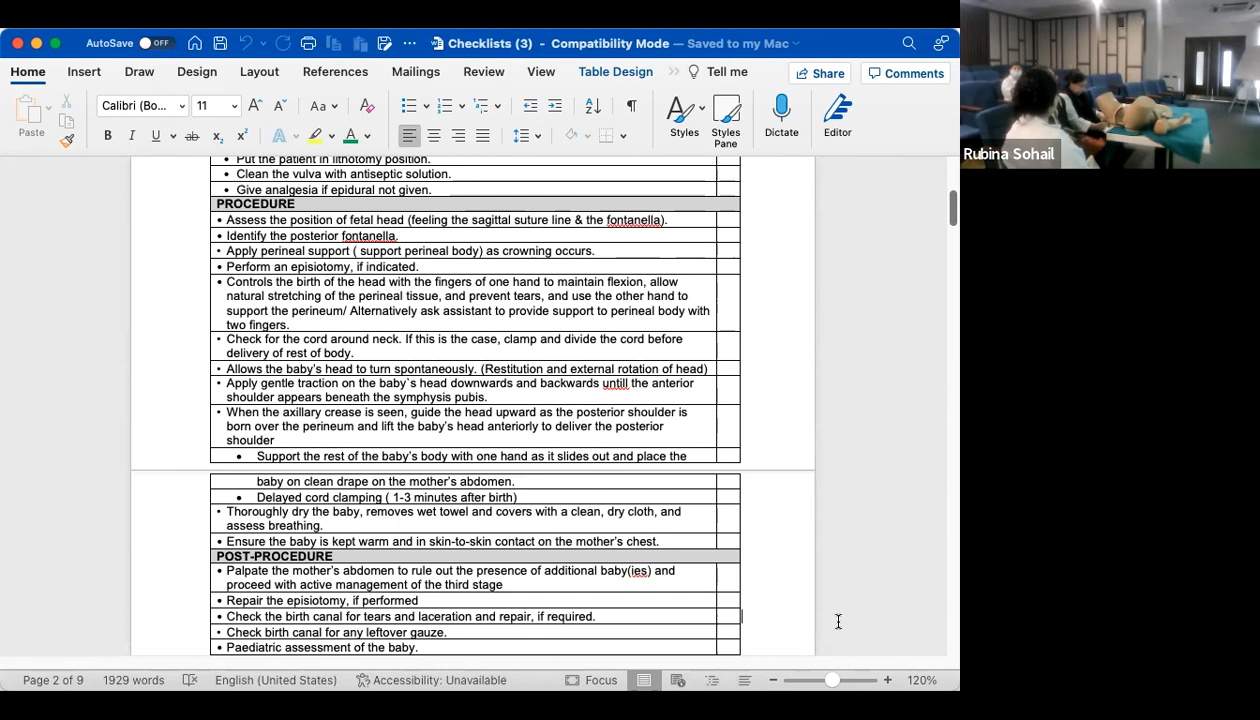 AutoSave OFF
Checklists (3) - Compatibility Mode — Saved to my Mac
Home Insert Draw Design Layout References Mailings Review View Table Design Tell me Share Comments
Paste Calibri (Bo... 11 Styles Styles Pane Dictate Editor
• Put the patient in lithotomy position.
• Clean the vulva with antiseptic solution.
• Give analgesia if epidural not given.
PROCEDURE
• Assess the position of fetal head (feeling the sagittal suture line & the fontanella).
• Identify the posterior fontanella.
• Apply perineal support ( support perineal body) as crowning occurs.
• Perform an episiotomy, if indicated.
• Controls the birth of the head with the fingers of one hand to maintain flexion, allow
natural stretching of the perineal tissue, and prevent tears, and use the other hand to
support the perineum/ Alternatively ask assistant to provide support to perineal body with
two fingers.
• Check for the cord around neck. If this is the case, clamp and divide the cord before
delivery of rest of body.
• Allows the baby's head to turn spontaneously. (Restitution and external rotation of head)
• Apply gentle traction on the baby`s head downwards and backwards untill the anterior
shoulder appears beneath the symphysis pubis.
• When the axillary crease is seen, guide the head upward as the posterior shoulder is
born over the perineum and lift the baby's head anteriorly to deliver the posterior
shoulder
• Support the rest of the baby's body with one hand as it slides out and place the
baby on clean drape on the mother's abdomen.
• Delayed cord clamping ( 1-3 minutes after birth)
• Thoroughly dry the baby, removes wet towel and covers with a clean, dry cloth, and
assess breathing.
• Ensure the baby is kept warm and in skin-to-skin contact on the mother's chest.
POST-PROCEDURE
• Palpate the mother's abdomen to rule out the presence of additional baby(ies) and
proceed with active management of the third stage
• Repair the episiotomy, if performed
• Check the birth canal for tears and laceration and repair, if required.
• Check birth canal for any leftover gauze.
• Paediatric assessment of the baby.
Page 2 of 9 1929 words English (United States) Accessibility: Unavailable Focus 120%
Rubina Sohail